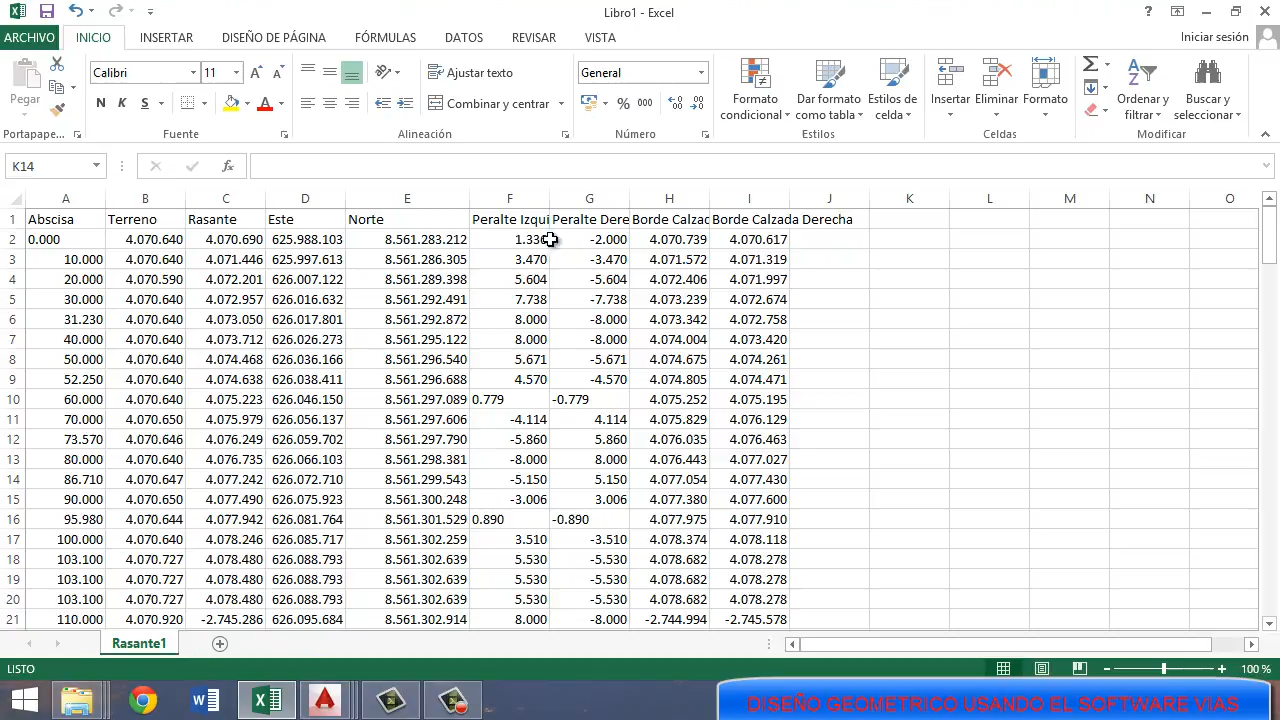 Libro1 - Excel
ARCHIVO INICIO INSERTAR DISEÑO DE PÁGINA FÓRMULAS DATOS REVISAR VISTA Iniciar sesión
Pegar
Calibri 11
N K S
Ajustar texto
Combinar y centrar
General
% 000
Formato condicional
Dar formato como tabla
Estilos de celda
Insertar Eliminar Formato
Ordenar y filtrar
Buscar y seleccionar
Portapape... Fuente Alineación Número Estilos Celdas Modificar
K14
A B C D E F G H I J K L M N O
1 Abscisa Terreno Rasante Este Norte Peralte Izqui Peralte Dere Borde Calzad Borde Calzada Derecha
2 0.000 4.070.640 4.070.690 625.988.103 8.561.283.212 -2.000 4.070.739 4.070.617
3 10.000 4.070.640 4.071.446 625.997.613 8.561.286.305 3.470 -3.470 4.071.572 4.071.319
4 20.000 4.070.590 4.072.201 626.007.122 8.561.289.398 5.604 -5.604 4.072.406 4.071.997
5 30.000 4.070.640 4.072.957 626.016.632 8.561.292.491 7.738 -7.738 4.073.239 4.072.674
6 31.230 4.070.640 4.073.050 626.017.801 8.561.292.872 8.000 -8.000 4.073.342 4.072.758
7 40.000 4.070.640 4.073.712 626.026.273 8.561.295.122 8.000 -8.000 4.074.004 4.073.420
8 50.000 4.070.640 4.074.468 626.036.166 8.561.296.540 5.671 -5.671 4.074.675 4.074.261
9 52.250 4.070.640 4.074.638 626.038.411 8.561.296.688 4.570 -4.570 4.074.805 4.074.471
10 60.000 4.070.640 4.075.223 626.046.150 8.561.297.089 0.779 -0.779 4.075.252 4.075.195
11 70.000 4.070.650 4.075.979 626.056.137 8.561.297.606 -4.114 4.114 4.075.829 4.076.129
12 73.570 4.070.646 4.076.249 626.059.702 8.561.297.790 -5.860 5.860 4.076.035 4.076.463
13 80.000 4.070.640 4.076.735 626.066.103 8.561.298.381 -8.000 8.000 4.076.443 4.077.027
14 86.710 4.070.647 4.077.242 626.072.710 8.561.299.543 -5.150 5.150 4.077.054 4.077.430
15 90.000 4.070.650 4.077.490 626.075.923 8.561.300.248 -3.006 3.006 4.077.380 4.077.600
16 95.980 4.070.644 4.077.942 626.081.764 8.561.301.529 0.890 -0.890 4.077.975 4.077.910
17 100.000 4.070.640 4.078.246 626.085.717 8.561.302.259 3.510 -3.510 4.078.374 4.078.118
18 103.100 4.070.727 4.078.480 626.088.793 8.561.302.639 5.530 -5.530 4.078.682 4.078.278
19 103.100 4.070.727 4.078.480 626.088.793 8.561.302.639 5.530 -5.530 4.078.682 4.078.278
20 103.100 4.070.727 4.078.480 626.088.793 8.561.302.639 5.530 -5.530 4.078.682 4.078.278
21 110.000 4.070.920 -2.745.286 626.095.684 8.561.302.914 8.000 -8.000 -2.744.994 -2.745.578
Rasante1
LISTO 100 %
DISEÑO GEOMETRICO USANDO EL SOFTWARE VIAS